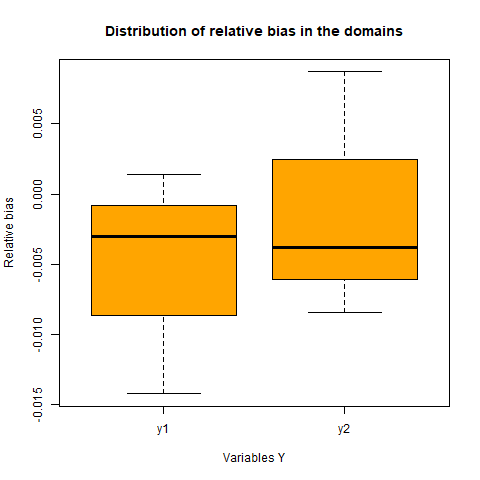 Distribution of relative bias in the domains
Relative bias
0.005
0.000
-0.005
-0.010
-0.015
y1
y2
Variables Y